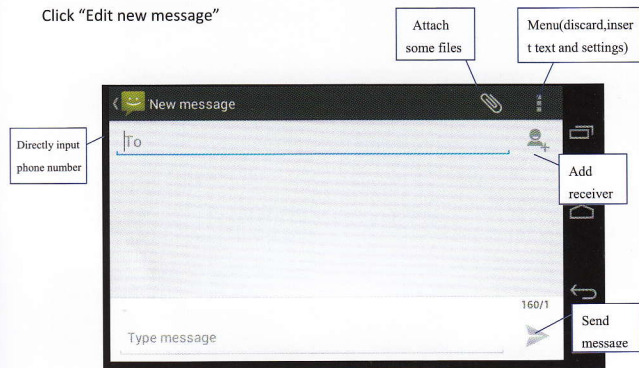 Click “Edit new message”
Attach
some files
Menu(discard,inser
t text and settings)
New message
Directly input
phone number
To
Add
receiver
160/1
Type message
Send
message